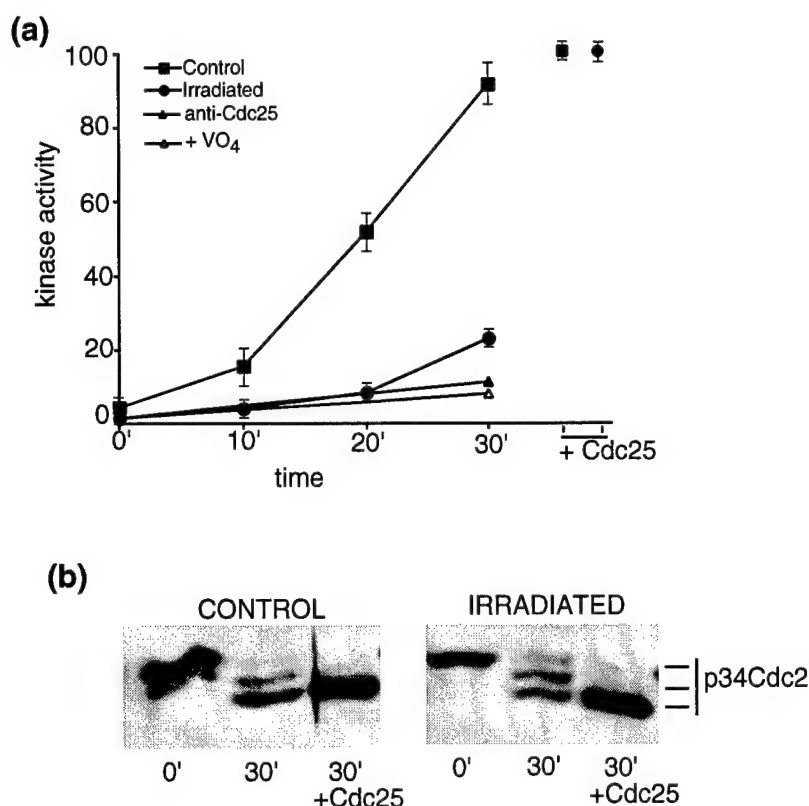 (a)
100
80
60
40
20
0
kinase activity
Control
Irradiated
anti-Cdc25
+ VO4
0' 10' 20' 30' + Cdc25
time
(b)
CONTROL IRRADIATED
p34Cdc2
0' 30' 30' 0' 30' 30'
+Cdc25 +Cdc25